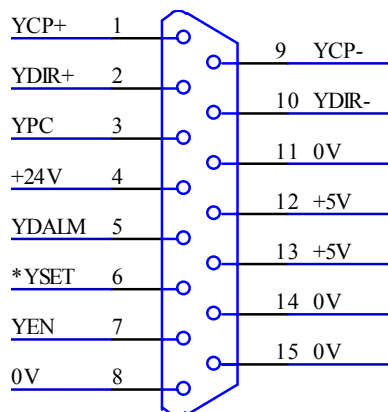 YCP+ 1
9 YCP-
YDIR+ 2
10 YDIR-
YPC 3
11 0V
+24V 4
12 +5V
YDALM 5
13 +5V
*YSET 6
14 0V
YEN 7
15 0V
0V 8